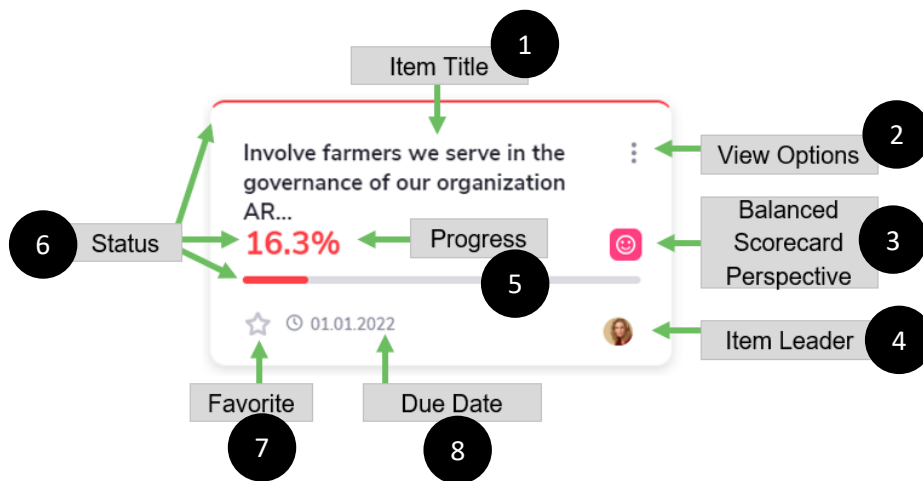 1
Item Title
2
View Options
Involve farmers we serve in the
governance of our organization
AR...
Balanced
Scorecard
Perspective
3
6
Status
16.3%
Progress
5
01.01.2022
Item Leader
4
Favorite
7
Due Date
8